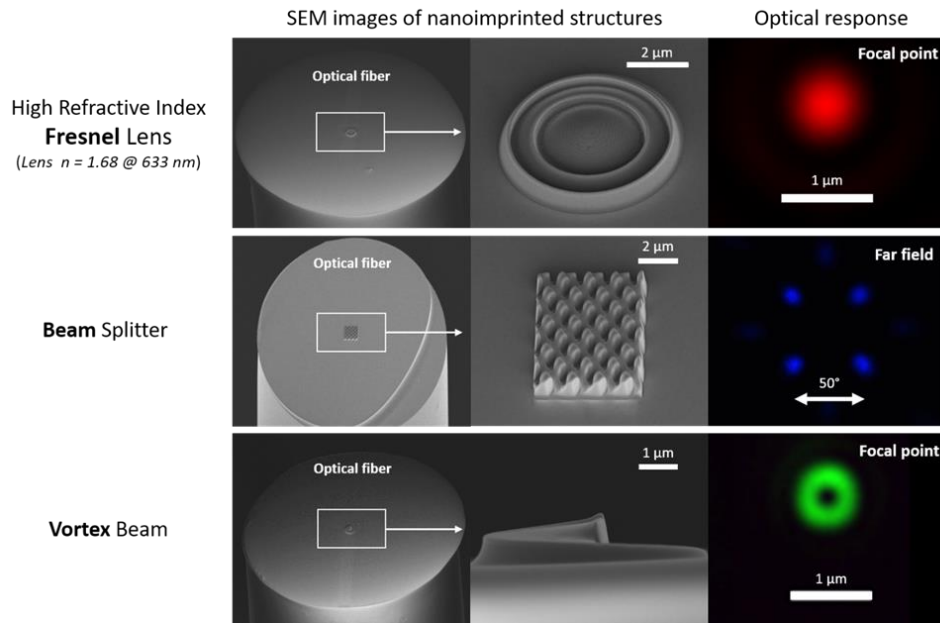 SEM images of nanoimprinted structures
Optical response
High Refractive Index
Fresnel Lens
(Lens n = 1.68 @ 633 nm)
Optical fiber
2 µm
Focal point
1 µm
Beam Splitter
Optical fiber
2 µm
Far field
50°
Vortex Beam
Optical fiber
1 µm
Focal point
1 µm